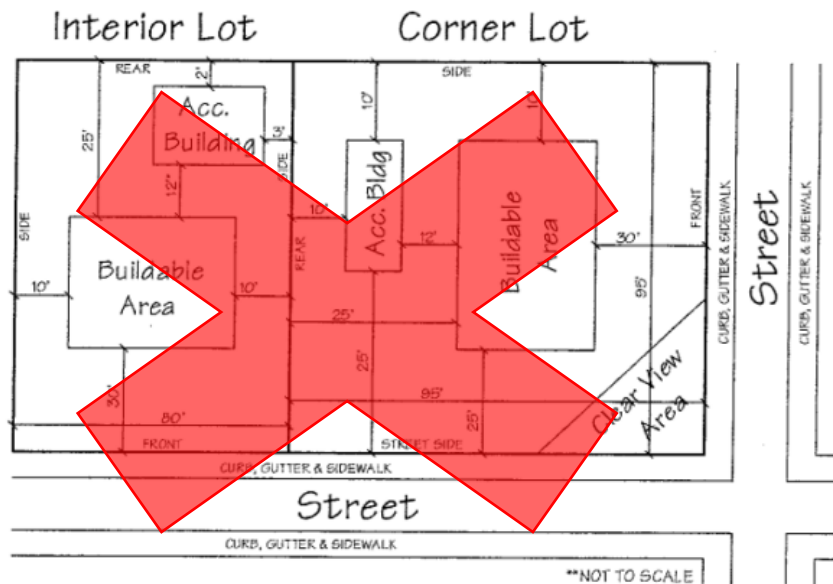 Interior Lot
Corner Lot
REAR
2'
SIDE
Acc.
Building
25'
3'
10'
10'
SIDE
12"
Acc. Bldg
Buildable
Area
SIDE
FRONT
10'
REAR
12'
30'
Buildable
Area
10'
10'
25'
95'
CURB, GUTTER & SIDEWALK
Street
CURB, GUTTER & SIDEWALK
30'
25'
80'
95'
25'
Clear View
Area
FRONT
STREET SIDE
CURB, GUTTER & SIDEWALK
Street
CURB, GUTTER & SIDEWALK
**NOT TO SCALE